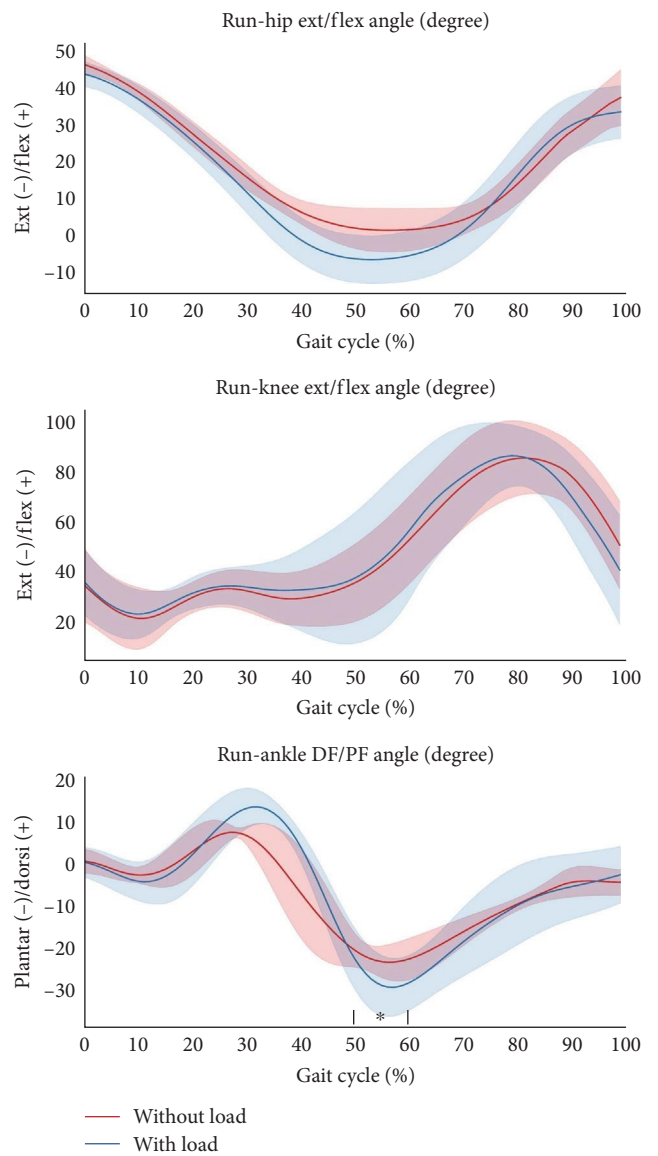 Run-hip ext/flex angle (degree)
50
40
30
20
10
0
−10
Ext (−)/flex (+)
0 10 20 30 40 50 60 70 80 90 100
Gait cycle (%)
Run-knee ext/flex angle (degree)
100
80
60
40
20
Ext (−)/flex (+)
0 10 20 30 40 50 60 70 80 90 100
Gait cycle (%)
Run-ankle DF/PF angle (degree)
20
10
0
−10
−20
−30
Plantar (−)/dorsi (+)
*
0 10 20 30 40 50 60 70 80 90 100
Gait cycle (%)
Without load
With load